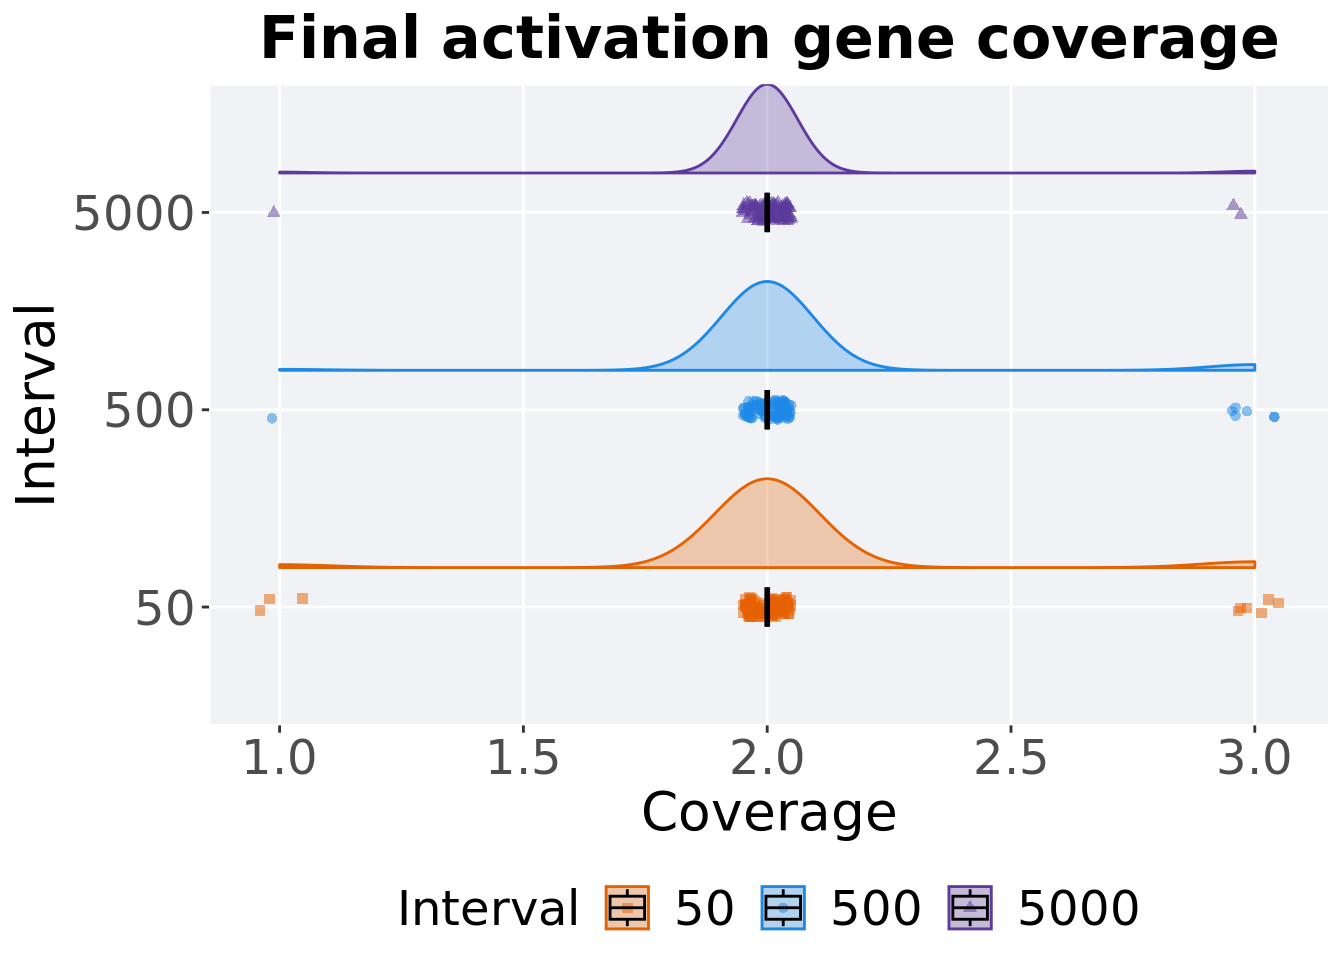 Final activation gene coverage
Interval
5000
500
50
1.0 1.5 2.0 2.5 3.0
Coverage
Interval 50 500 5000